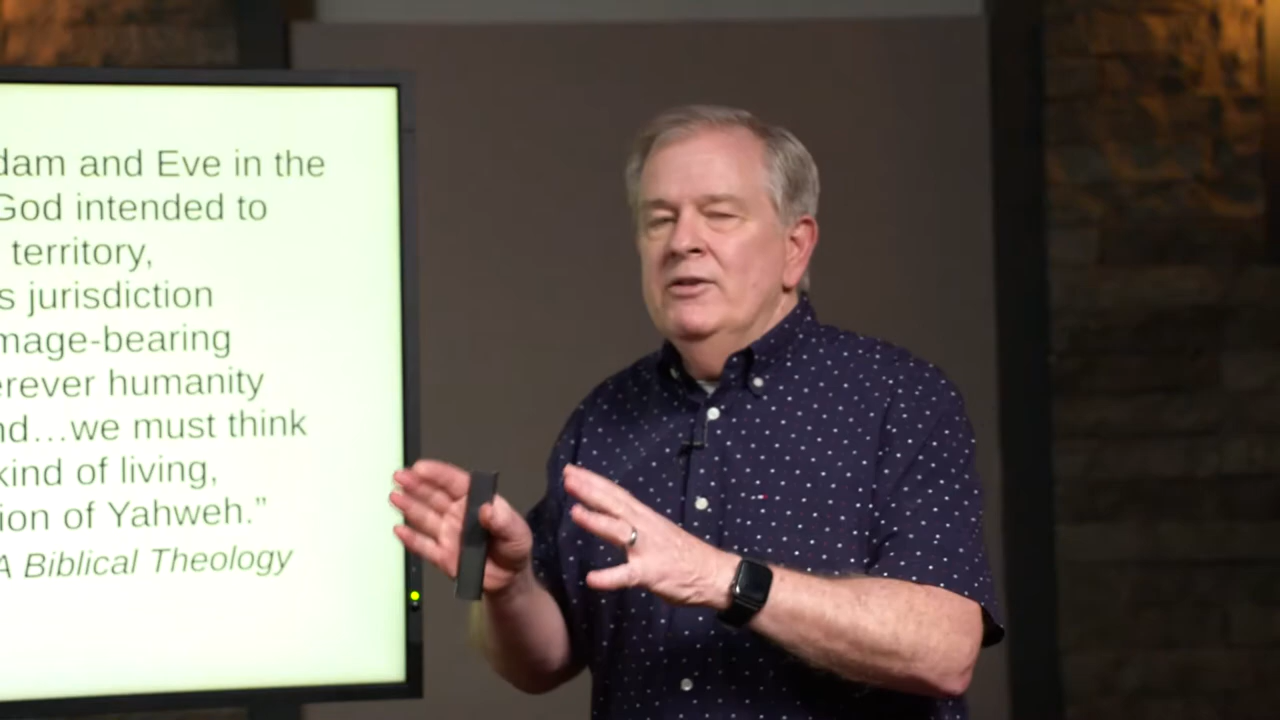 dam and Eve in the
God intended to
territory,
s jurisdiction
mage-bearing
erever humanity
nd…we must think
kind of living,
ion of Yahweh.”
A Biblical Theology